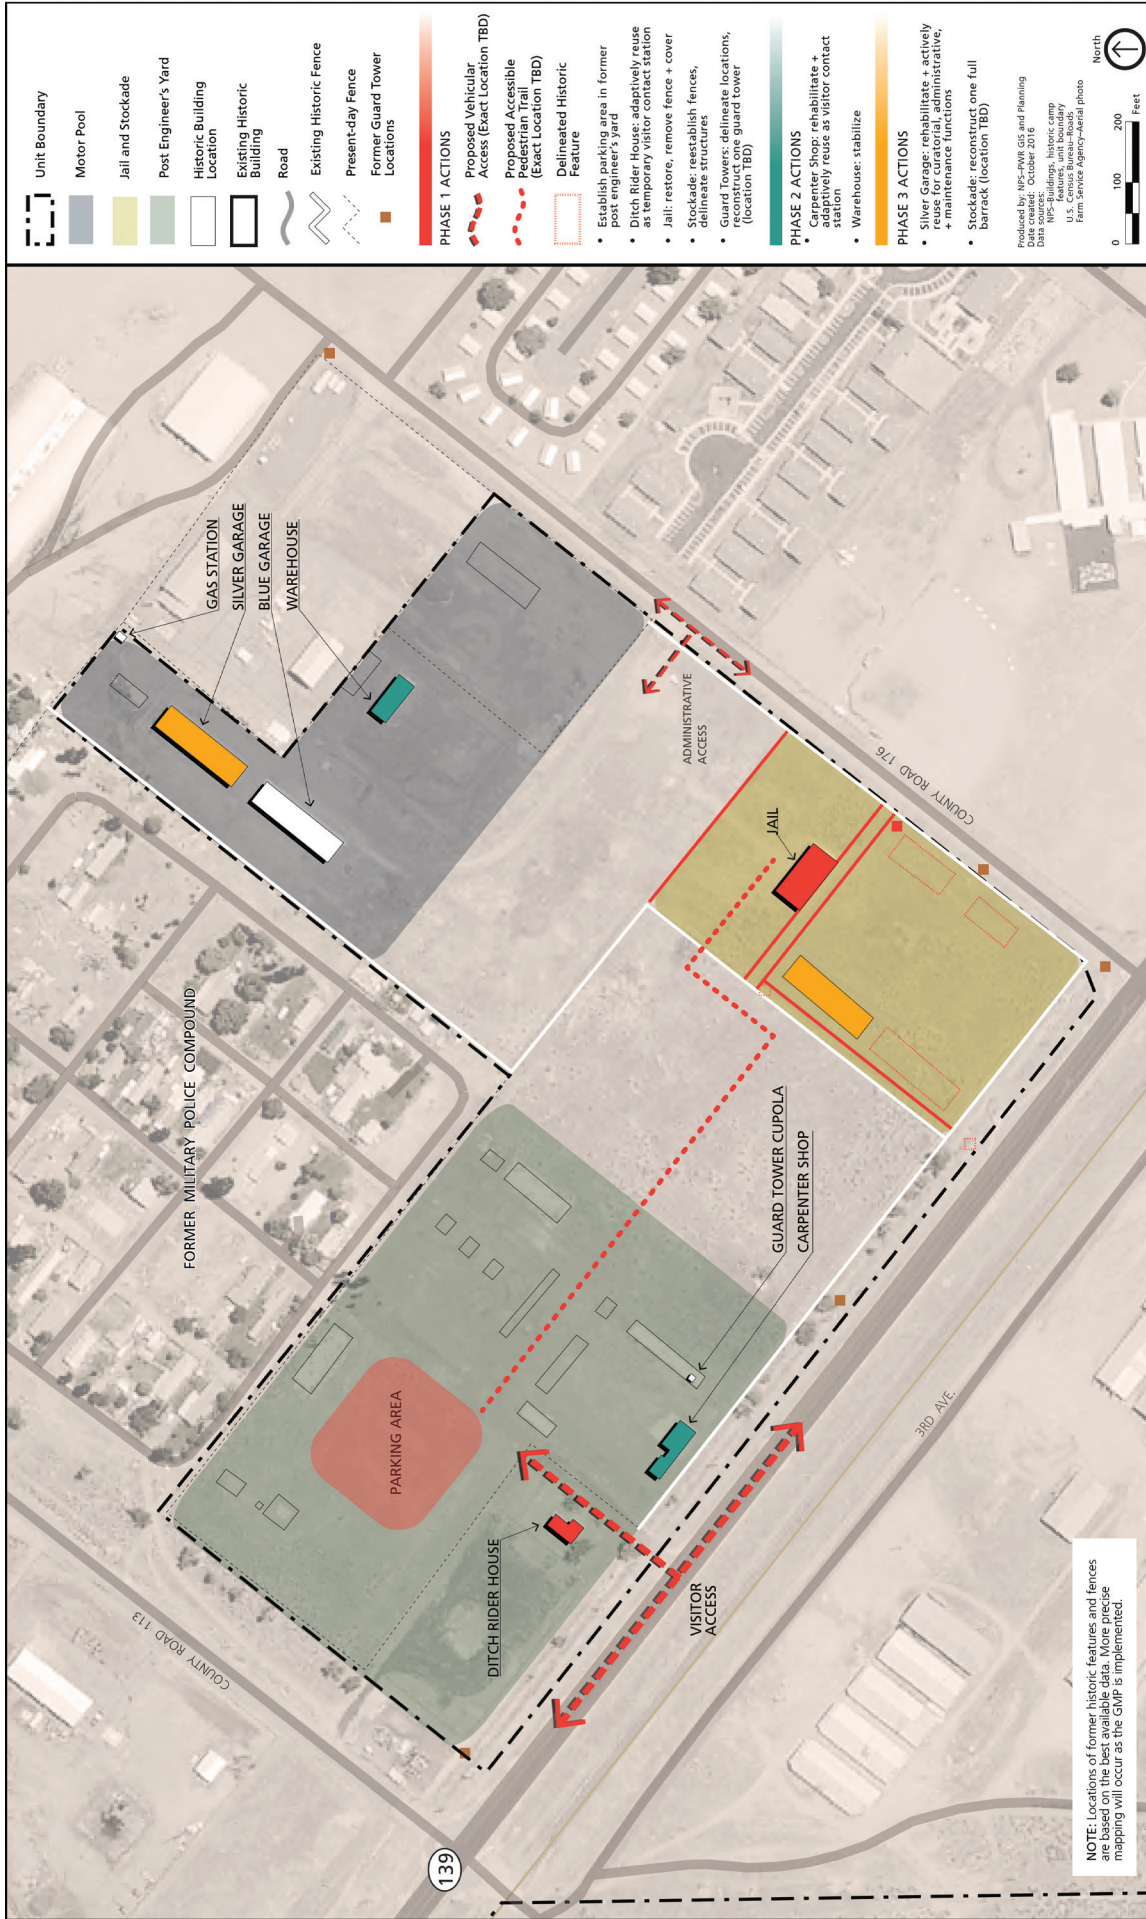 Unit Boundary
Motor Pool
Jail and Stockade
Post Engineer's Yard
Historic Building
Location
Existing Historic
Building
Road
Existing Historic Fence
Present-day Fence
Former Guard Tower
Locations
PHASE 1 ACTIONS
Proposed Vehicular
Access (Exact Location TBD)
Proposed Accessible
Pedestrian Trail
(Exact Location TBD)
Delineated Historic
Feature
• Establish parking area in former
post engineer's yard
• Ditch Rider House: adaptively reuse
as temporary visitor contact station
• Jail: restore, remove fence + cover
• Stockade: reestablish fences,
delineate structures
• Guard Towers: delineate locations,
reconstruct one guard tower
(location TBD)
PHASE 2 ACTIONS
• Carpenter Shop: rehabilitate +
adaptively reuse as visitor contact
station
• Warehouse: stabilize
PHASE 3 ACTIONS
• Silver Garage: rehabilitate + actively
reuse for curatorial, administrative,
+ maintenance functions
• Stockade: reconstruct one full
barrack (location TBD)
Produced by: NPS–PWR GIS and Planning
Date created: October 2016
Data sources:
NPS–Buildings, historic camp
features, unit boundary
U.S. Census Bureau–Roads
Farm Service Agency–Aerial photo
0 100 200
Feet
North
GAS STATION
SILVER GARAGE
BLUE GARAGE
WAREHOUSE
FORMER MILITARY POLICE COMPOUND
ADMINISTRATIVE
ACCESS
COUNTY ROAD 176
JAIL
GUARD TOWER CUPOLA
CARPENTER SHOP
PARKING AREA
DITCH RIDER HOUSE
VISITOR
ACCESS
3RD AVE.
COUNTY ROAD 113
139
NOTE: Locations of former historic features and fences
are based on the best available data. More precise
mapping will occur as the GMP is implemented.